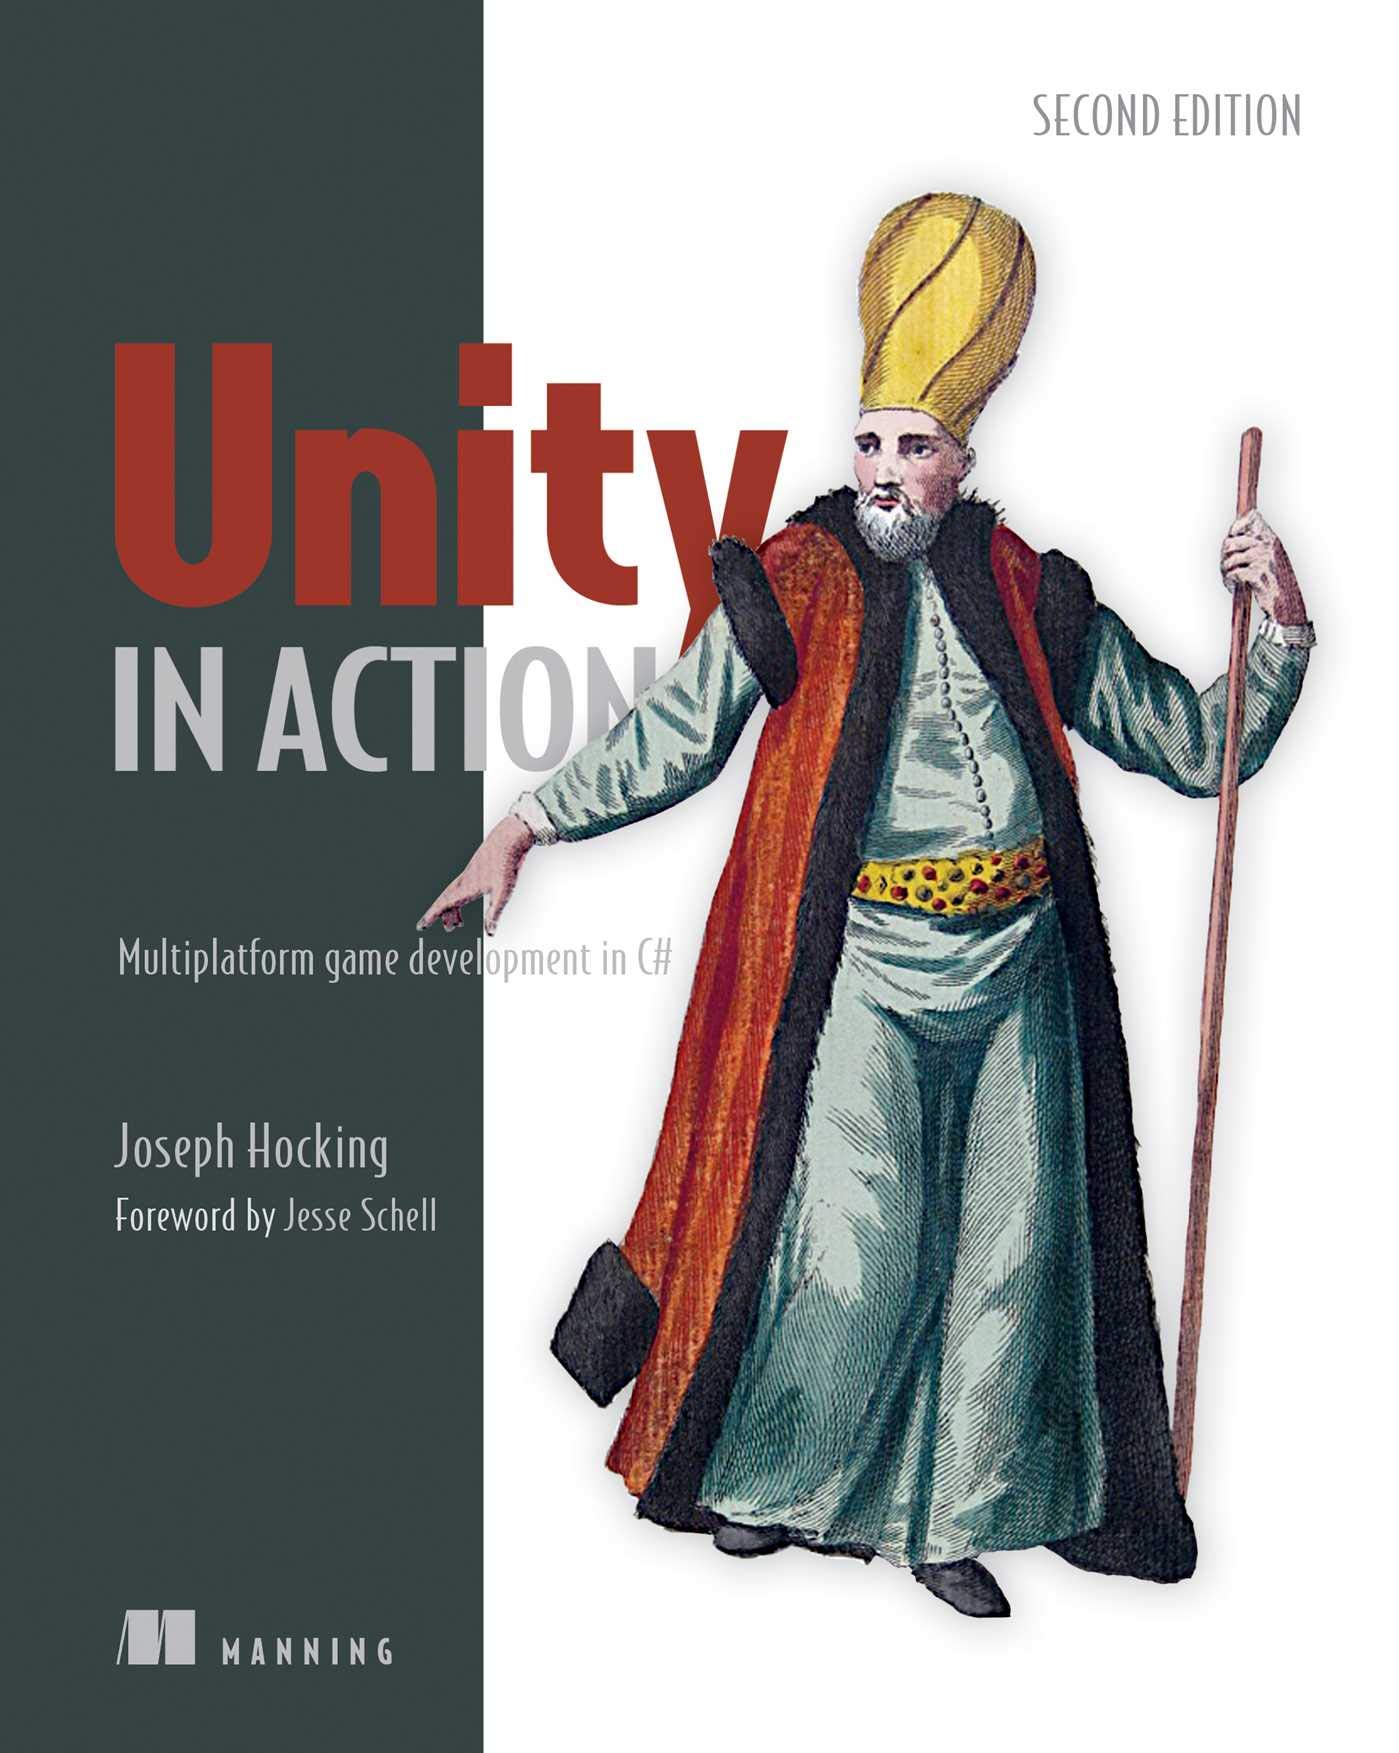 SECOND EDITION
Unity
IN ACTION
Multiplatform game development in C#
Joseph Hocking
Foreword by Jesse Schell
MANNING